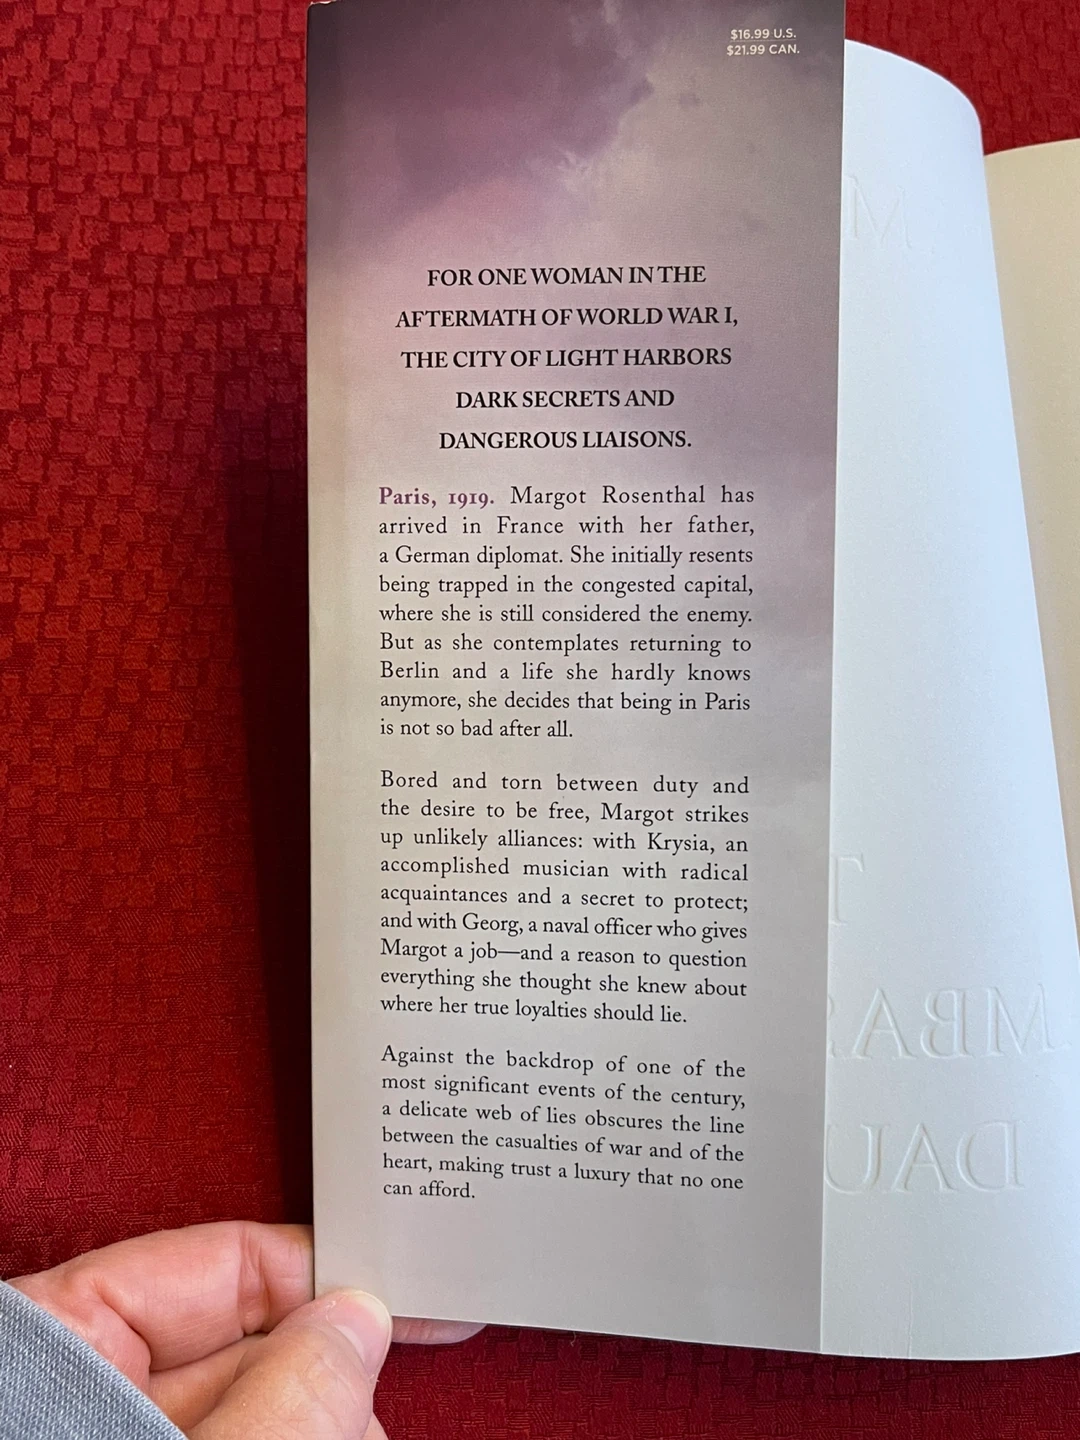 $16.99 U.S.
$21.99 CAN.
FOR ONE WOMAN IN THE
AFTERMATH OF WORLD WAR I,
THE CITY OF LIGHT HARBORS
DARK SECRETS AND
DANGEROUS LIAISONS.
Paris, 1919. Margot Rosenthal has
arrived in France with her father,
a German diplomat. She initially resents
being trapped in the congested capital,
where she is still considered the enemy.
But as she contemplates returning to
Berlin and a life she hardly knows
anymore, she decides that being in Paris
is not so bad after all.
Bored and torn between duty and
the desire to be free, Margot strikes
up unlikely alliances: with Krysia, an
accomplished musician with radical
acquaintances and a secret to protect;
and with Georg, a naval officer who gives
Margot a job—and a reason to question
everything she thought she knew about
where her true loyalties should lie.
Against the backdrop of one of the
most significant events of the century,
a delicate web of lies obscures the line
between the casualties of war and of the
heart, making trust a luxury that no one
can afford.